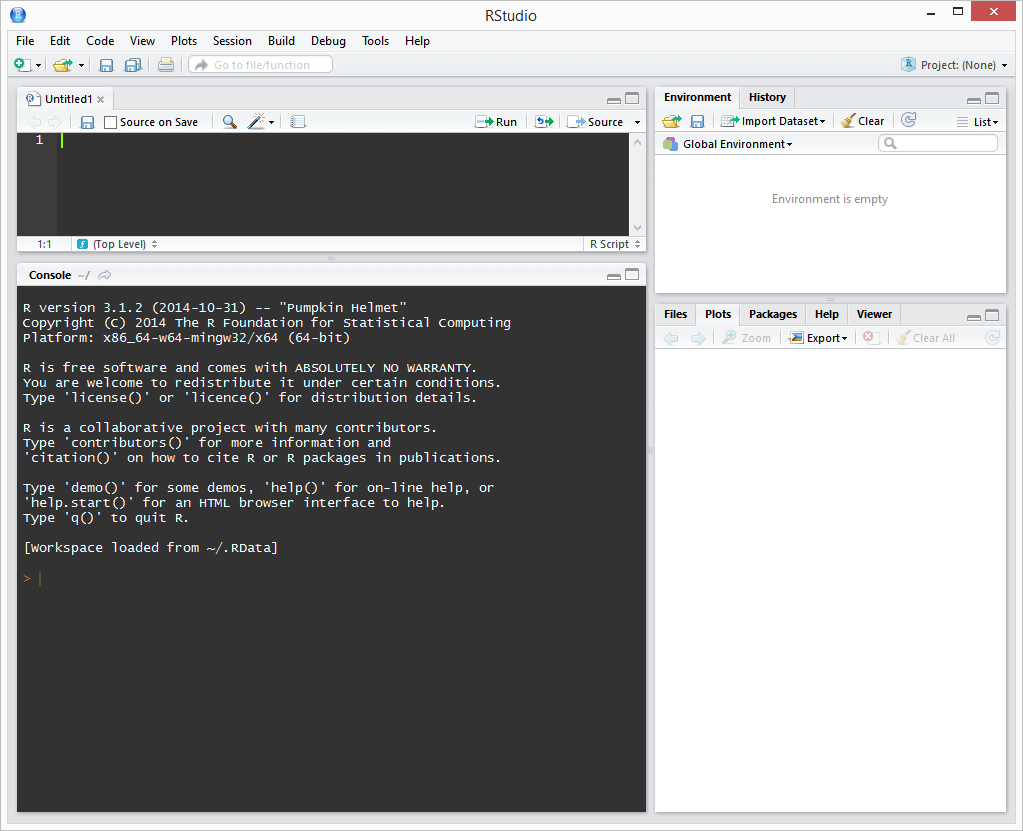 RStudio
File Edit Code View Plots Session Build Debug Tools Help
Go to file/function
Project: (None)
Untitled1
Source on Save
Run
Source
1
1:1
(Top Level)
R Script
Console ~/
R version 3.1.2 (2014-10-31) -- "Pumpkin Helmet"
Copyright (C) 2014 The R Foundation for Statistical Computing
Platform: x86_64-w64-mingw32/x64 (64-bit)
R is free software and comes with ABSOLUTELY NO WARRANTY.
You are welcome to redistribute it under certain conditions.
Type 'license()' or 'licence()' for distribution details.
R is a collaborative project with many contributors.
Type 'contributors()' for more information and
'citation()' on how to cite R or R packages in publications.
Type 'demo()' for some demos, 'help()' for on-line help, or
'help.start()' for an HTML browser interface to help.
Type 'q()' to quit R.
[Workspace loaded from ~/.RData]
>
Environment History
Import Dataset Clear List
Global Environment
Environment is empty
Files Plots Packages Help Viewer
Zoom Export Clear All